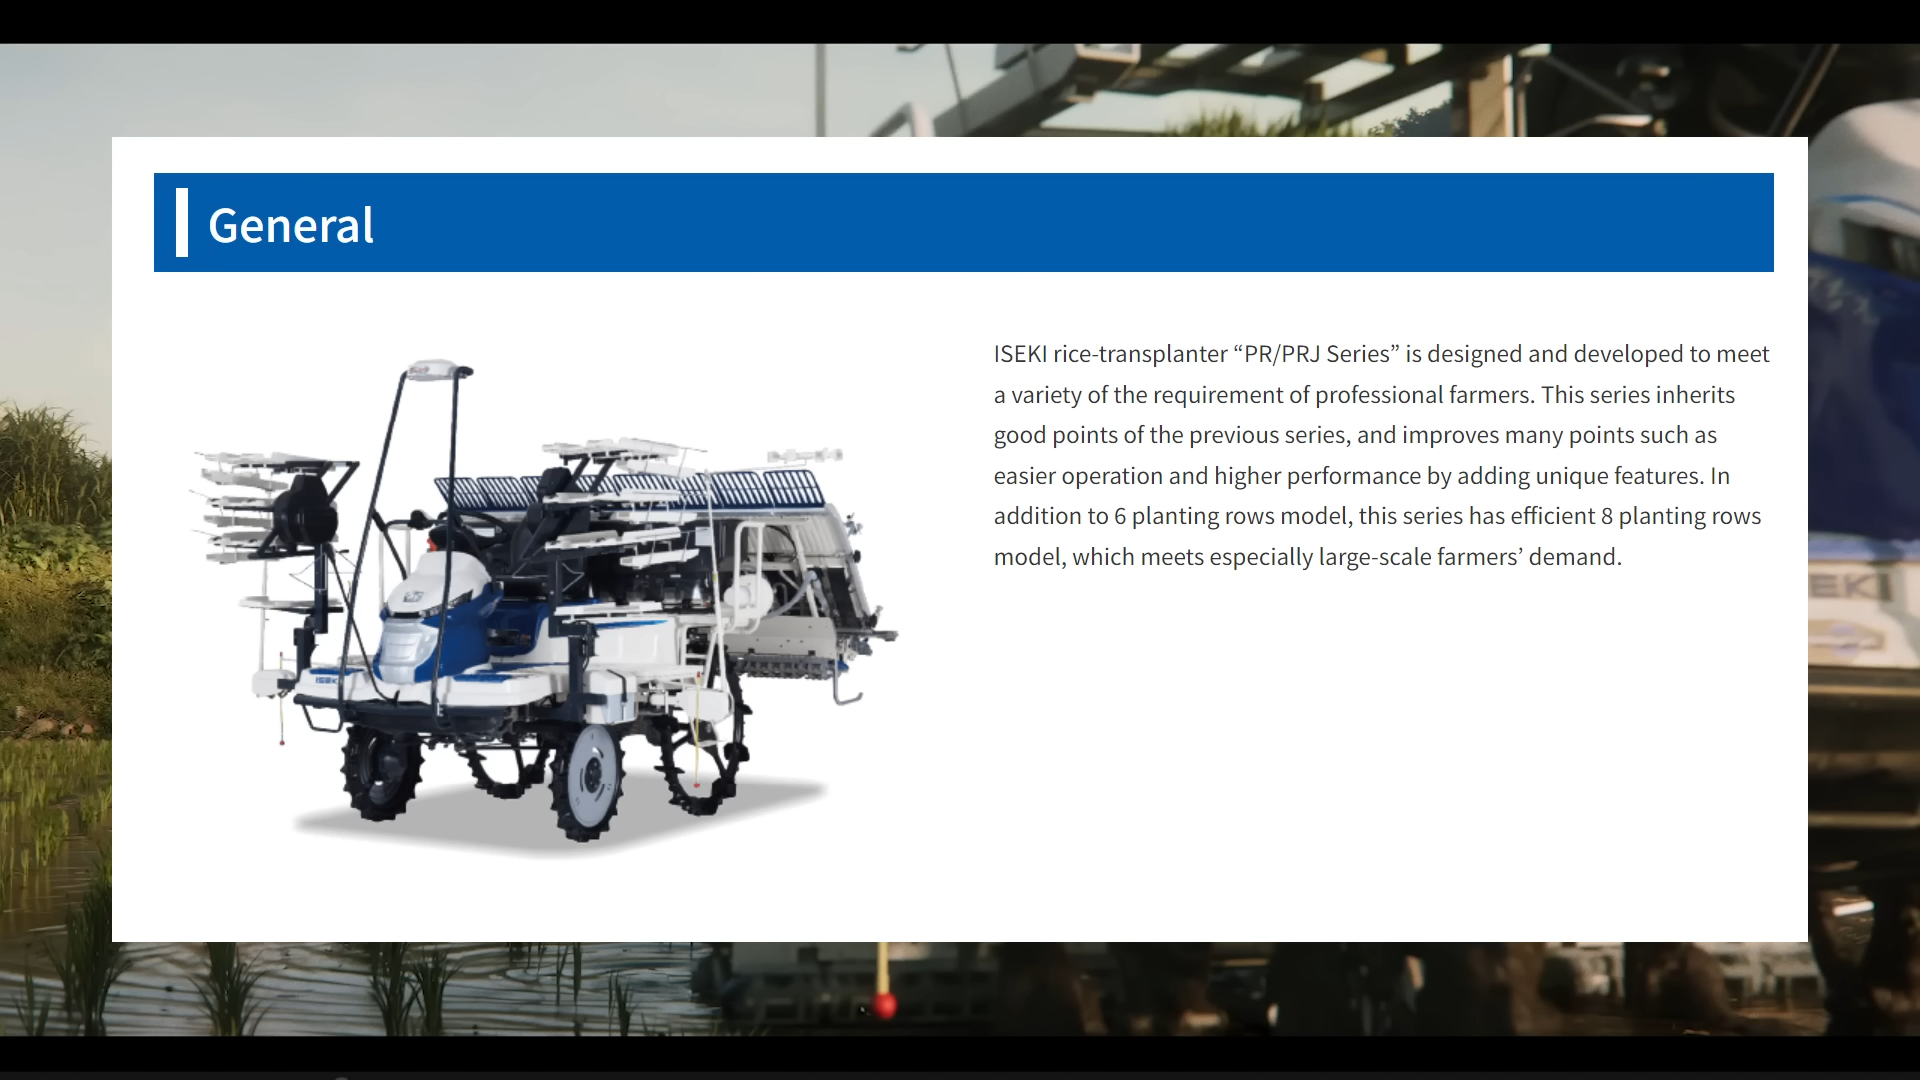 General
ISEKI rice-transplanter “PR/PRJ Series” is designed and developed to meet
a variety of the requirement of professional farmers. This series inherits
good points of the previous series, and improves many points such as
easier operation and higher performance by adding unique features. In
addition to 6 planting rows model, this series has efficient 8 planting rows
model, which meets especially large-scale farmers’ demand.
ISEKI